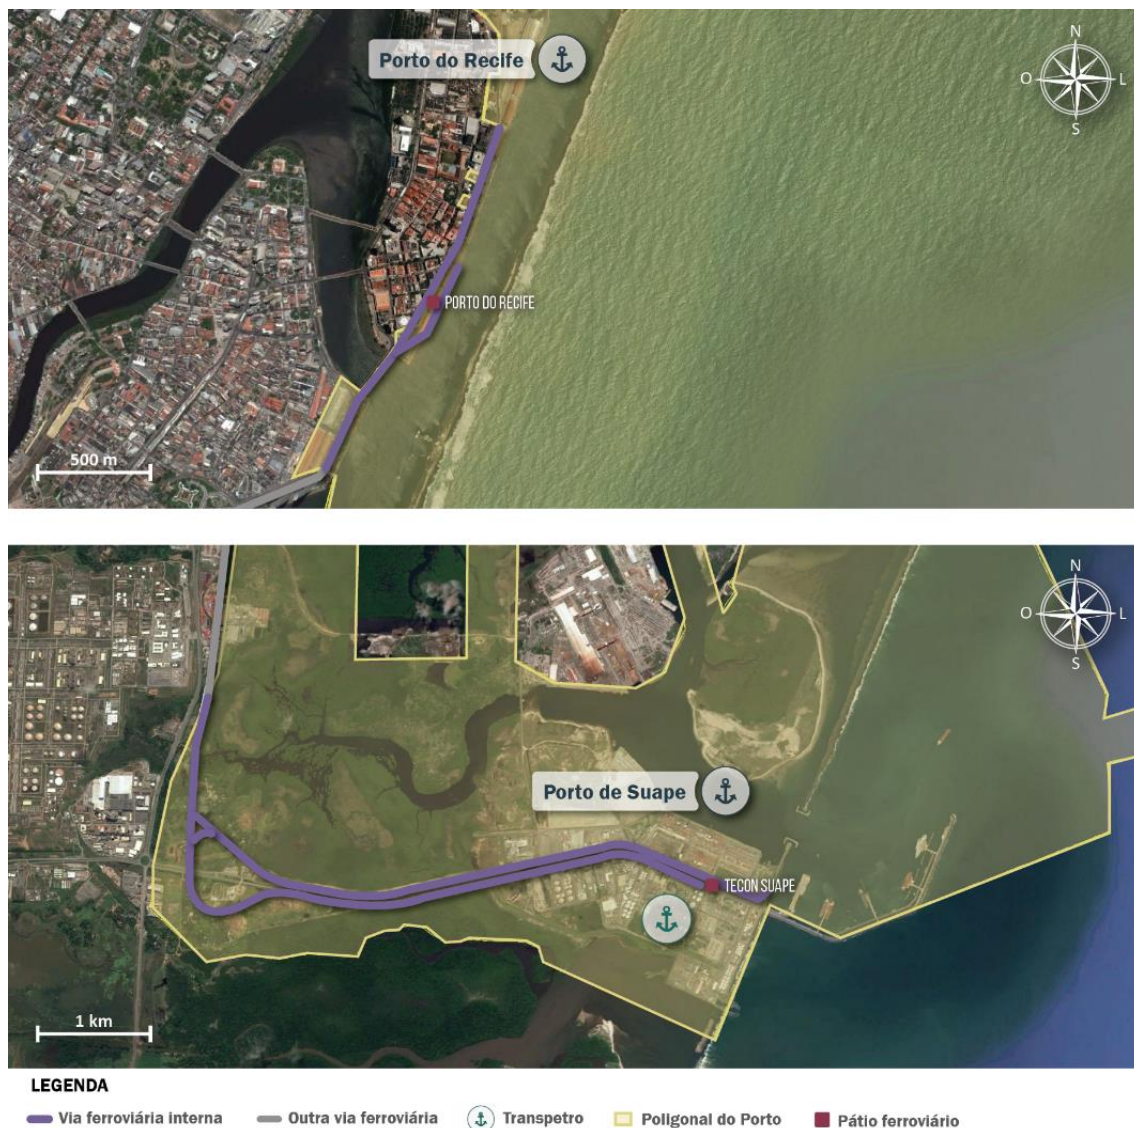 Porto do Recife
N
O
L
S
PORTO DO RECIFE
500 m
N
O
L
S
Porto de Suape
TECON SUAPE
1 km
LEGENDA
Via ferroviária interna
Outra via ferroviária
Transpetro
Poligonal do Porto
Pátio ferroviário